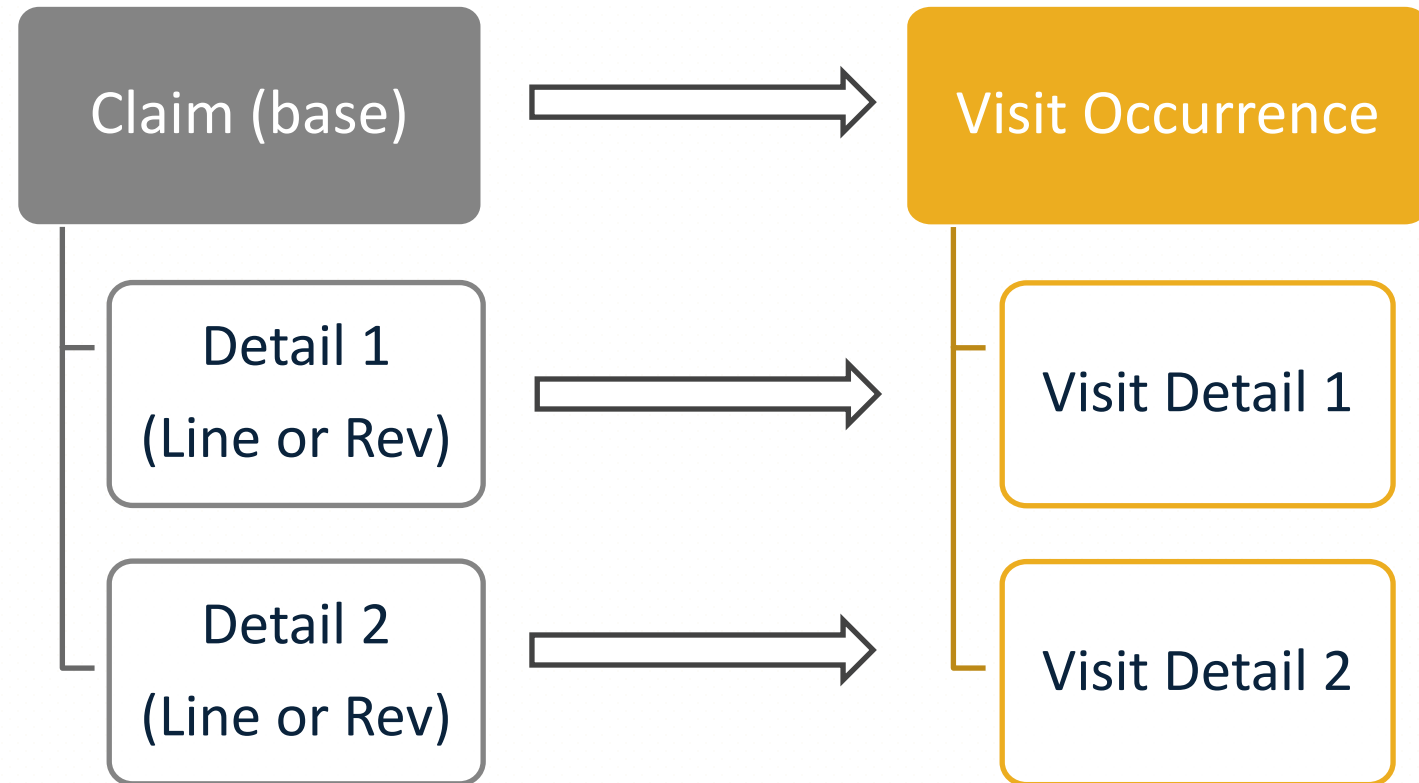 Claim (base)
Visit Occurrence
Detail 1
(Line or Rev)
Visit Detail 1
Detail 2
(Line or Rev)
Visit Detail 2